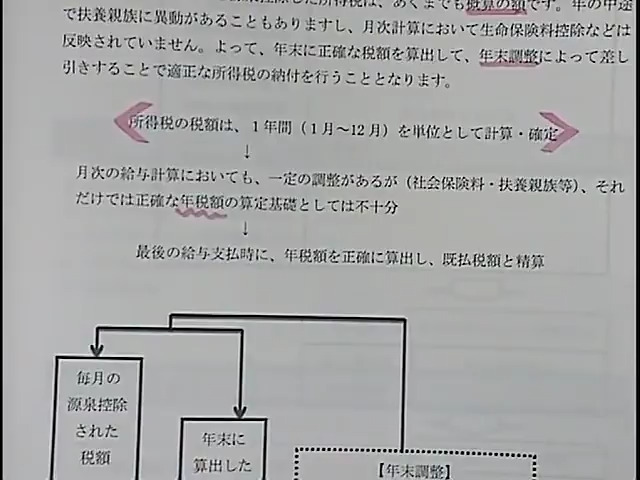 した所得税は、あくまでも概算の額です。年の中途
で扶養親族に異動があることもありますし、月次計算において生命保険料控除などは
反映されていません。よって、年末に正確な税額を算出して、年末調整によって差し
引きすることで適正な所得税の納付を行うこととなります。
所得税の税額は、1年間(1月～12月)を単位として計算・確定
↓
月次の給与計算においても、一定の調整があるが(社会保険料・扶養親族等)、それ
だけでは正確な年税額の算定基礎としては不十分
↓
最後の給与支払時に、年税額を正確に算出し、既払税額と精算
毎月の
源泉控除
された
税額
年末に
算出した
【年末調整】